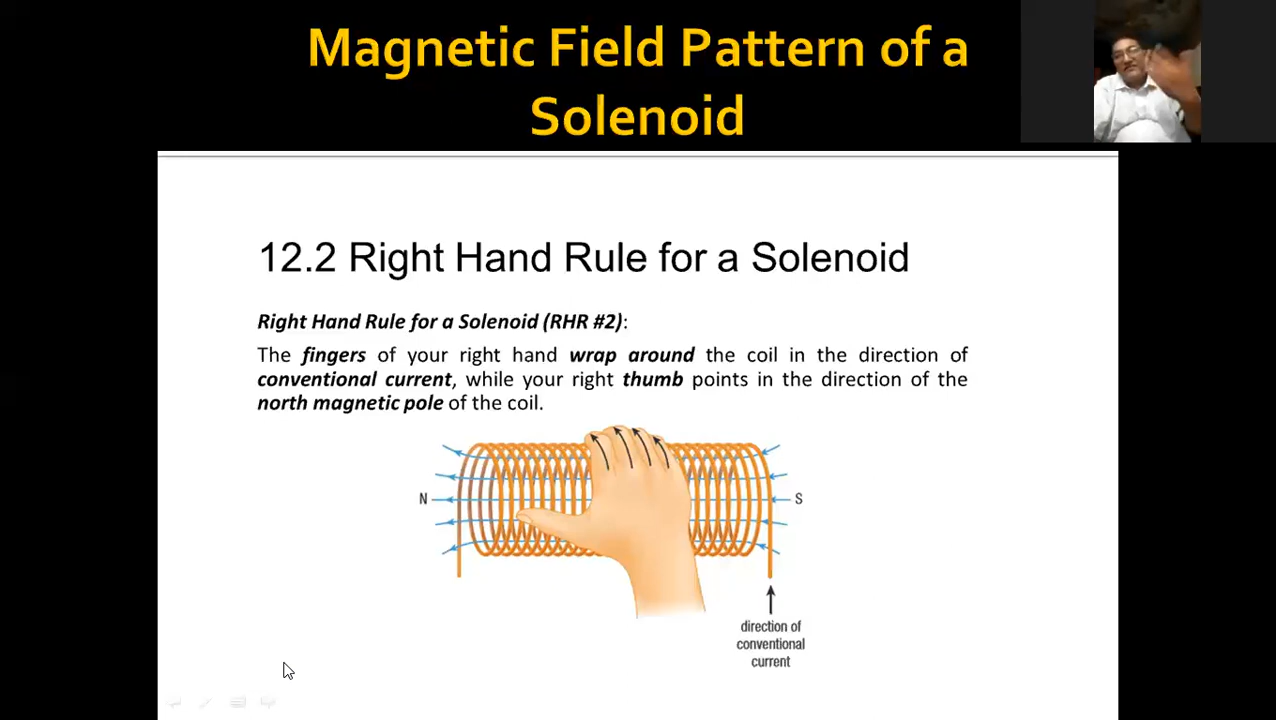 Magnetic Field Pattern of a
Solenoid
12.2 Right Hand Rule for a Solenoid
Right Hand Rule for a Solenoid (RHR #2):
The fingers of your right hand wrap around the coil in the direction of
conventional current, while your right thumb points in the direction of the
north magnetic pole of the coil.
N
S
direction of
conventional
current